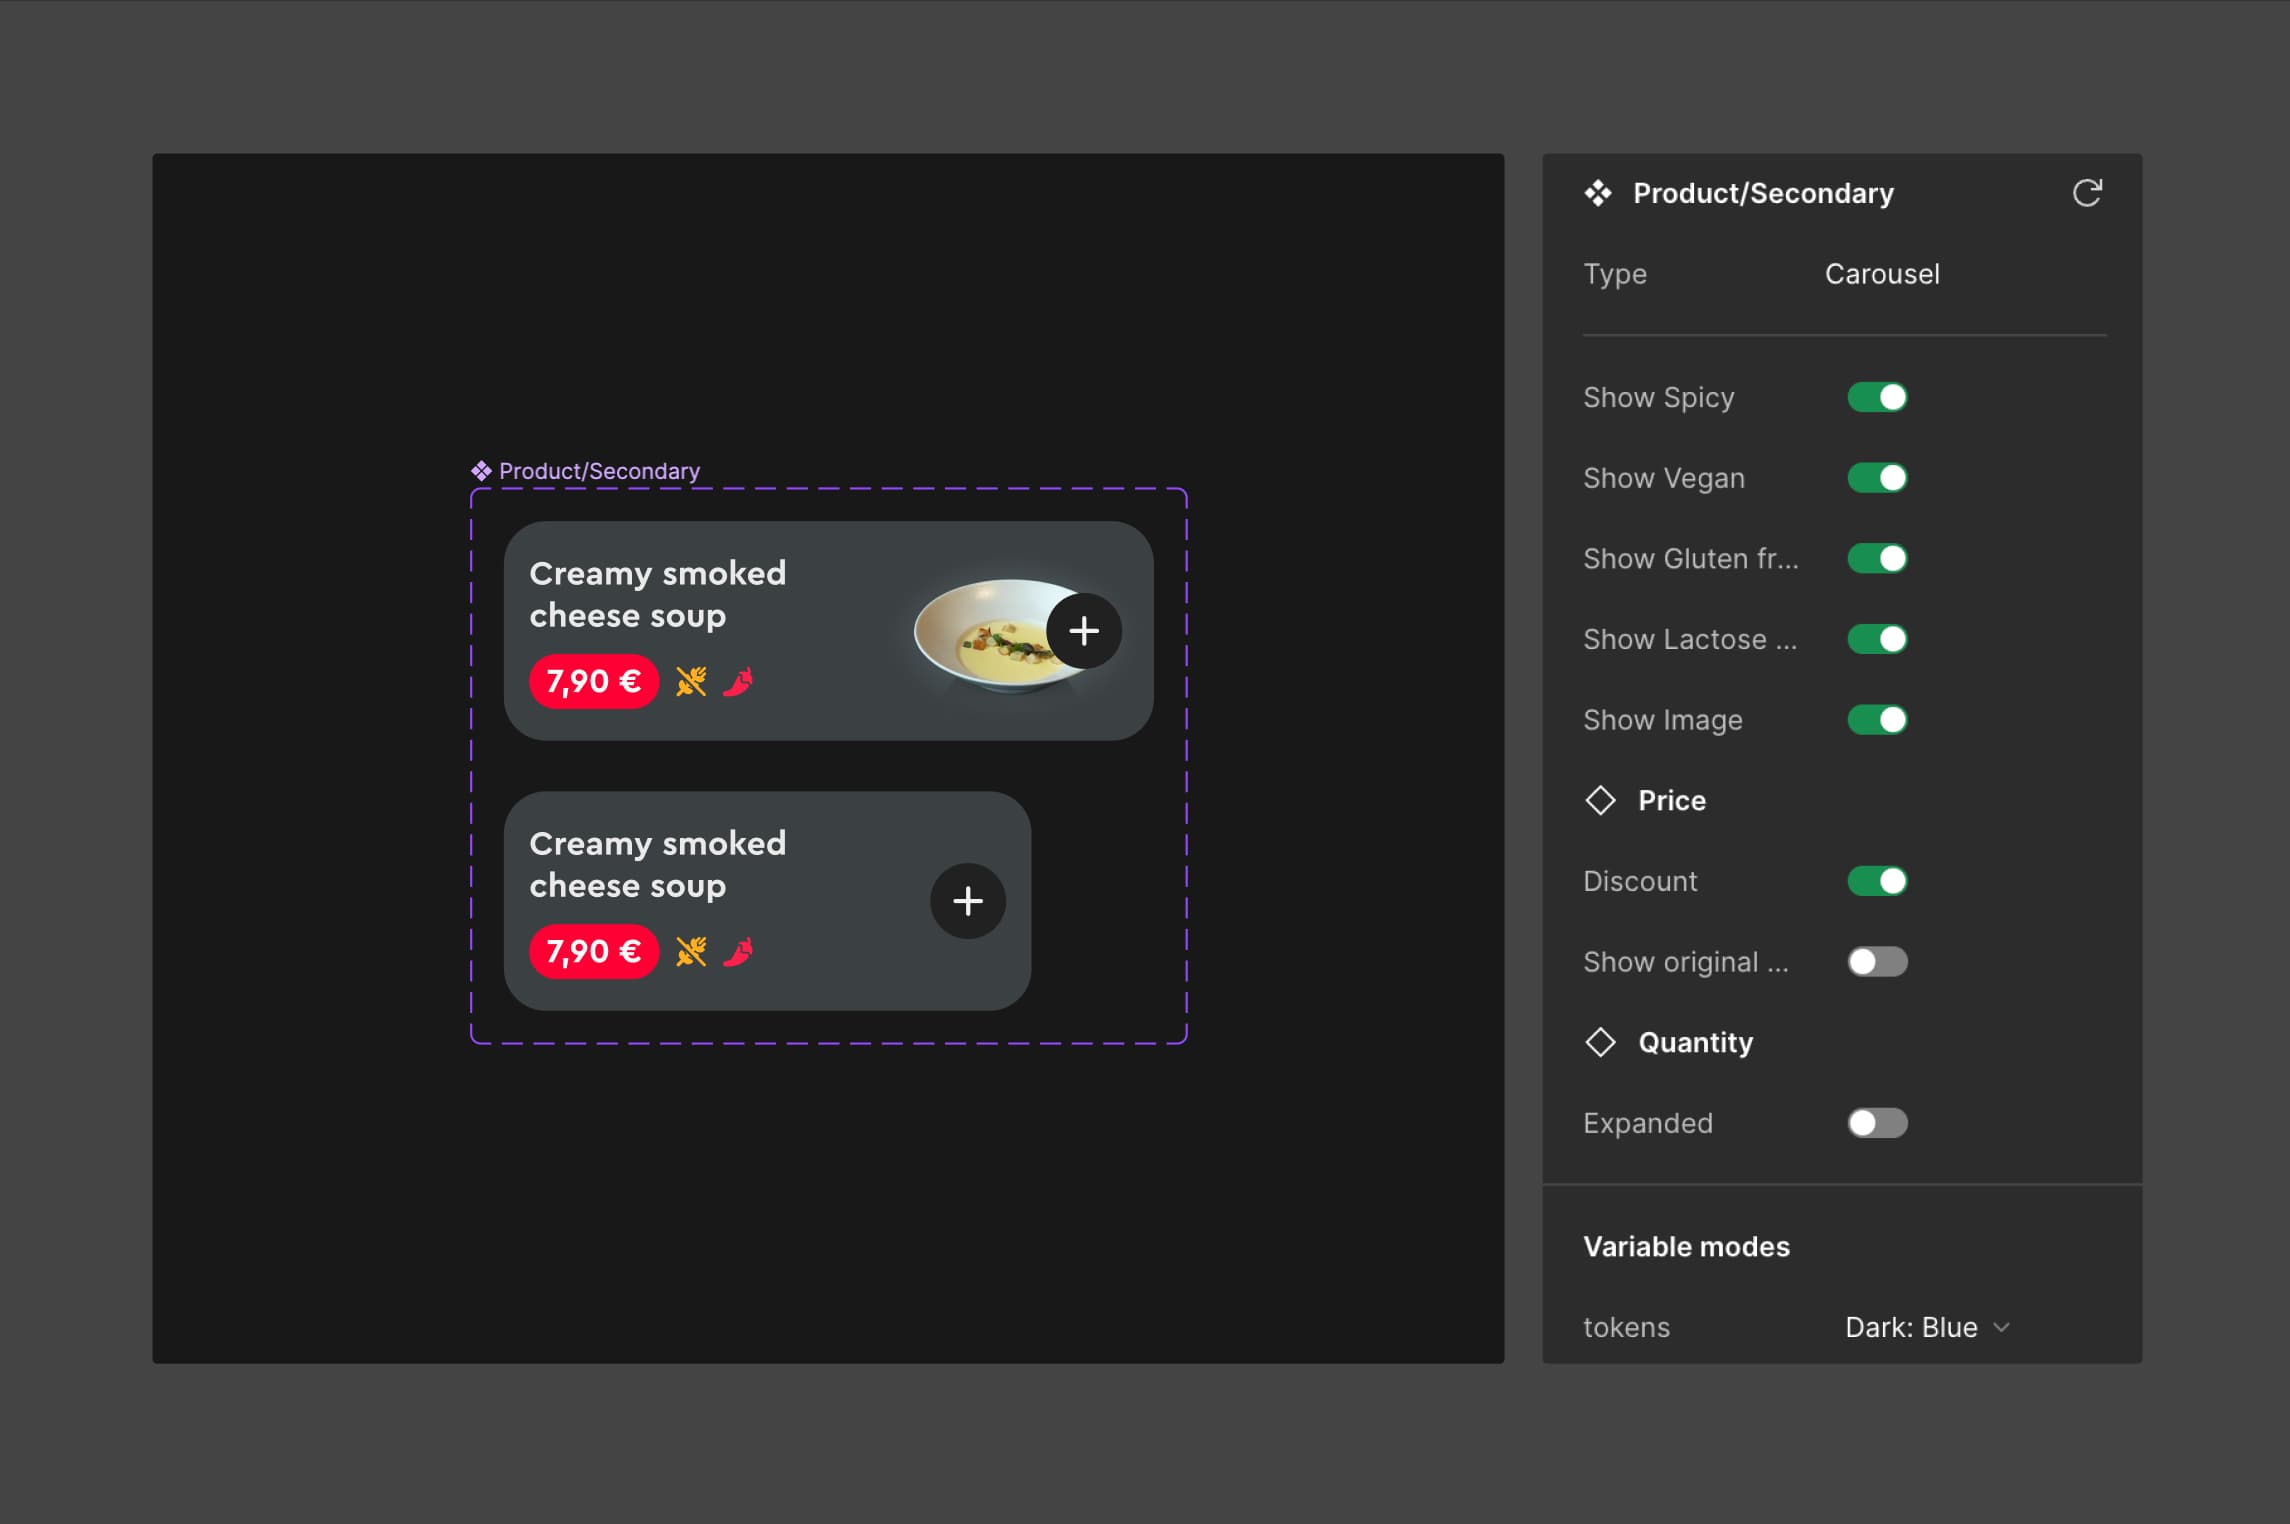 Product/Secondary
Creamy smoked
cheese soup
7,90 €
Creamy smoked
cheese soup
7,90 €
Product/Secondary
Type Carousel
Show Spicy
Show Vegan
Show Gluten fr...
Show Lactose ...
Show Image
Price
Discount
Show original ...
Quantity
Expanded
Variable modes
tokens Dark: Blue